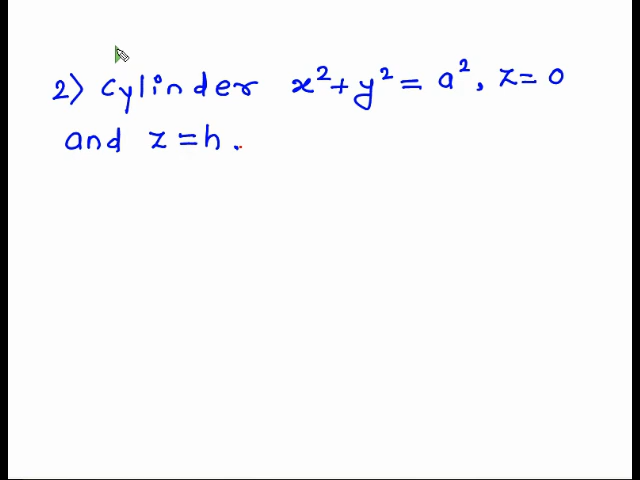 2) Cylinder x² + y² = a², z = 0
and z = h.